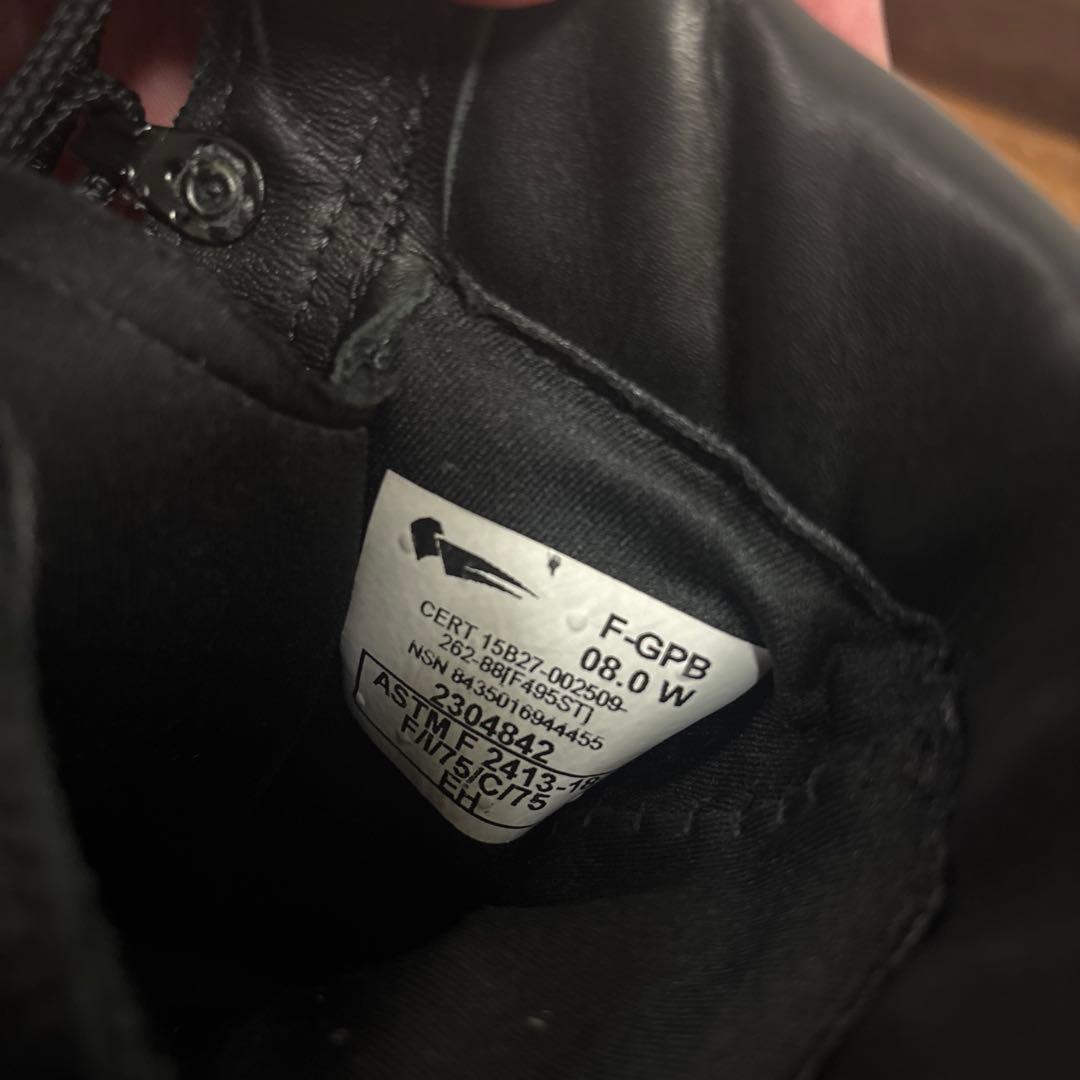 F-GPB
08.0 W
CERT 15B27-002509-
262-88[F495ST]
NSN 8435016944455
2304842
ASTM F 2413-18
F/I/75/C/75
EH